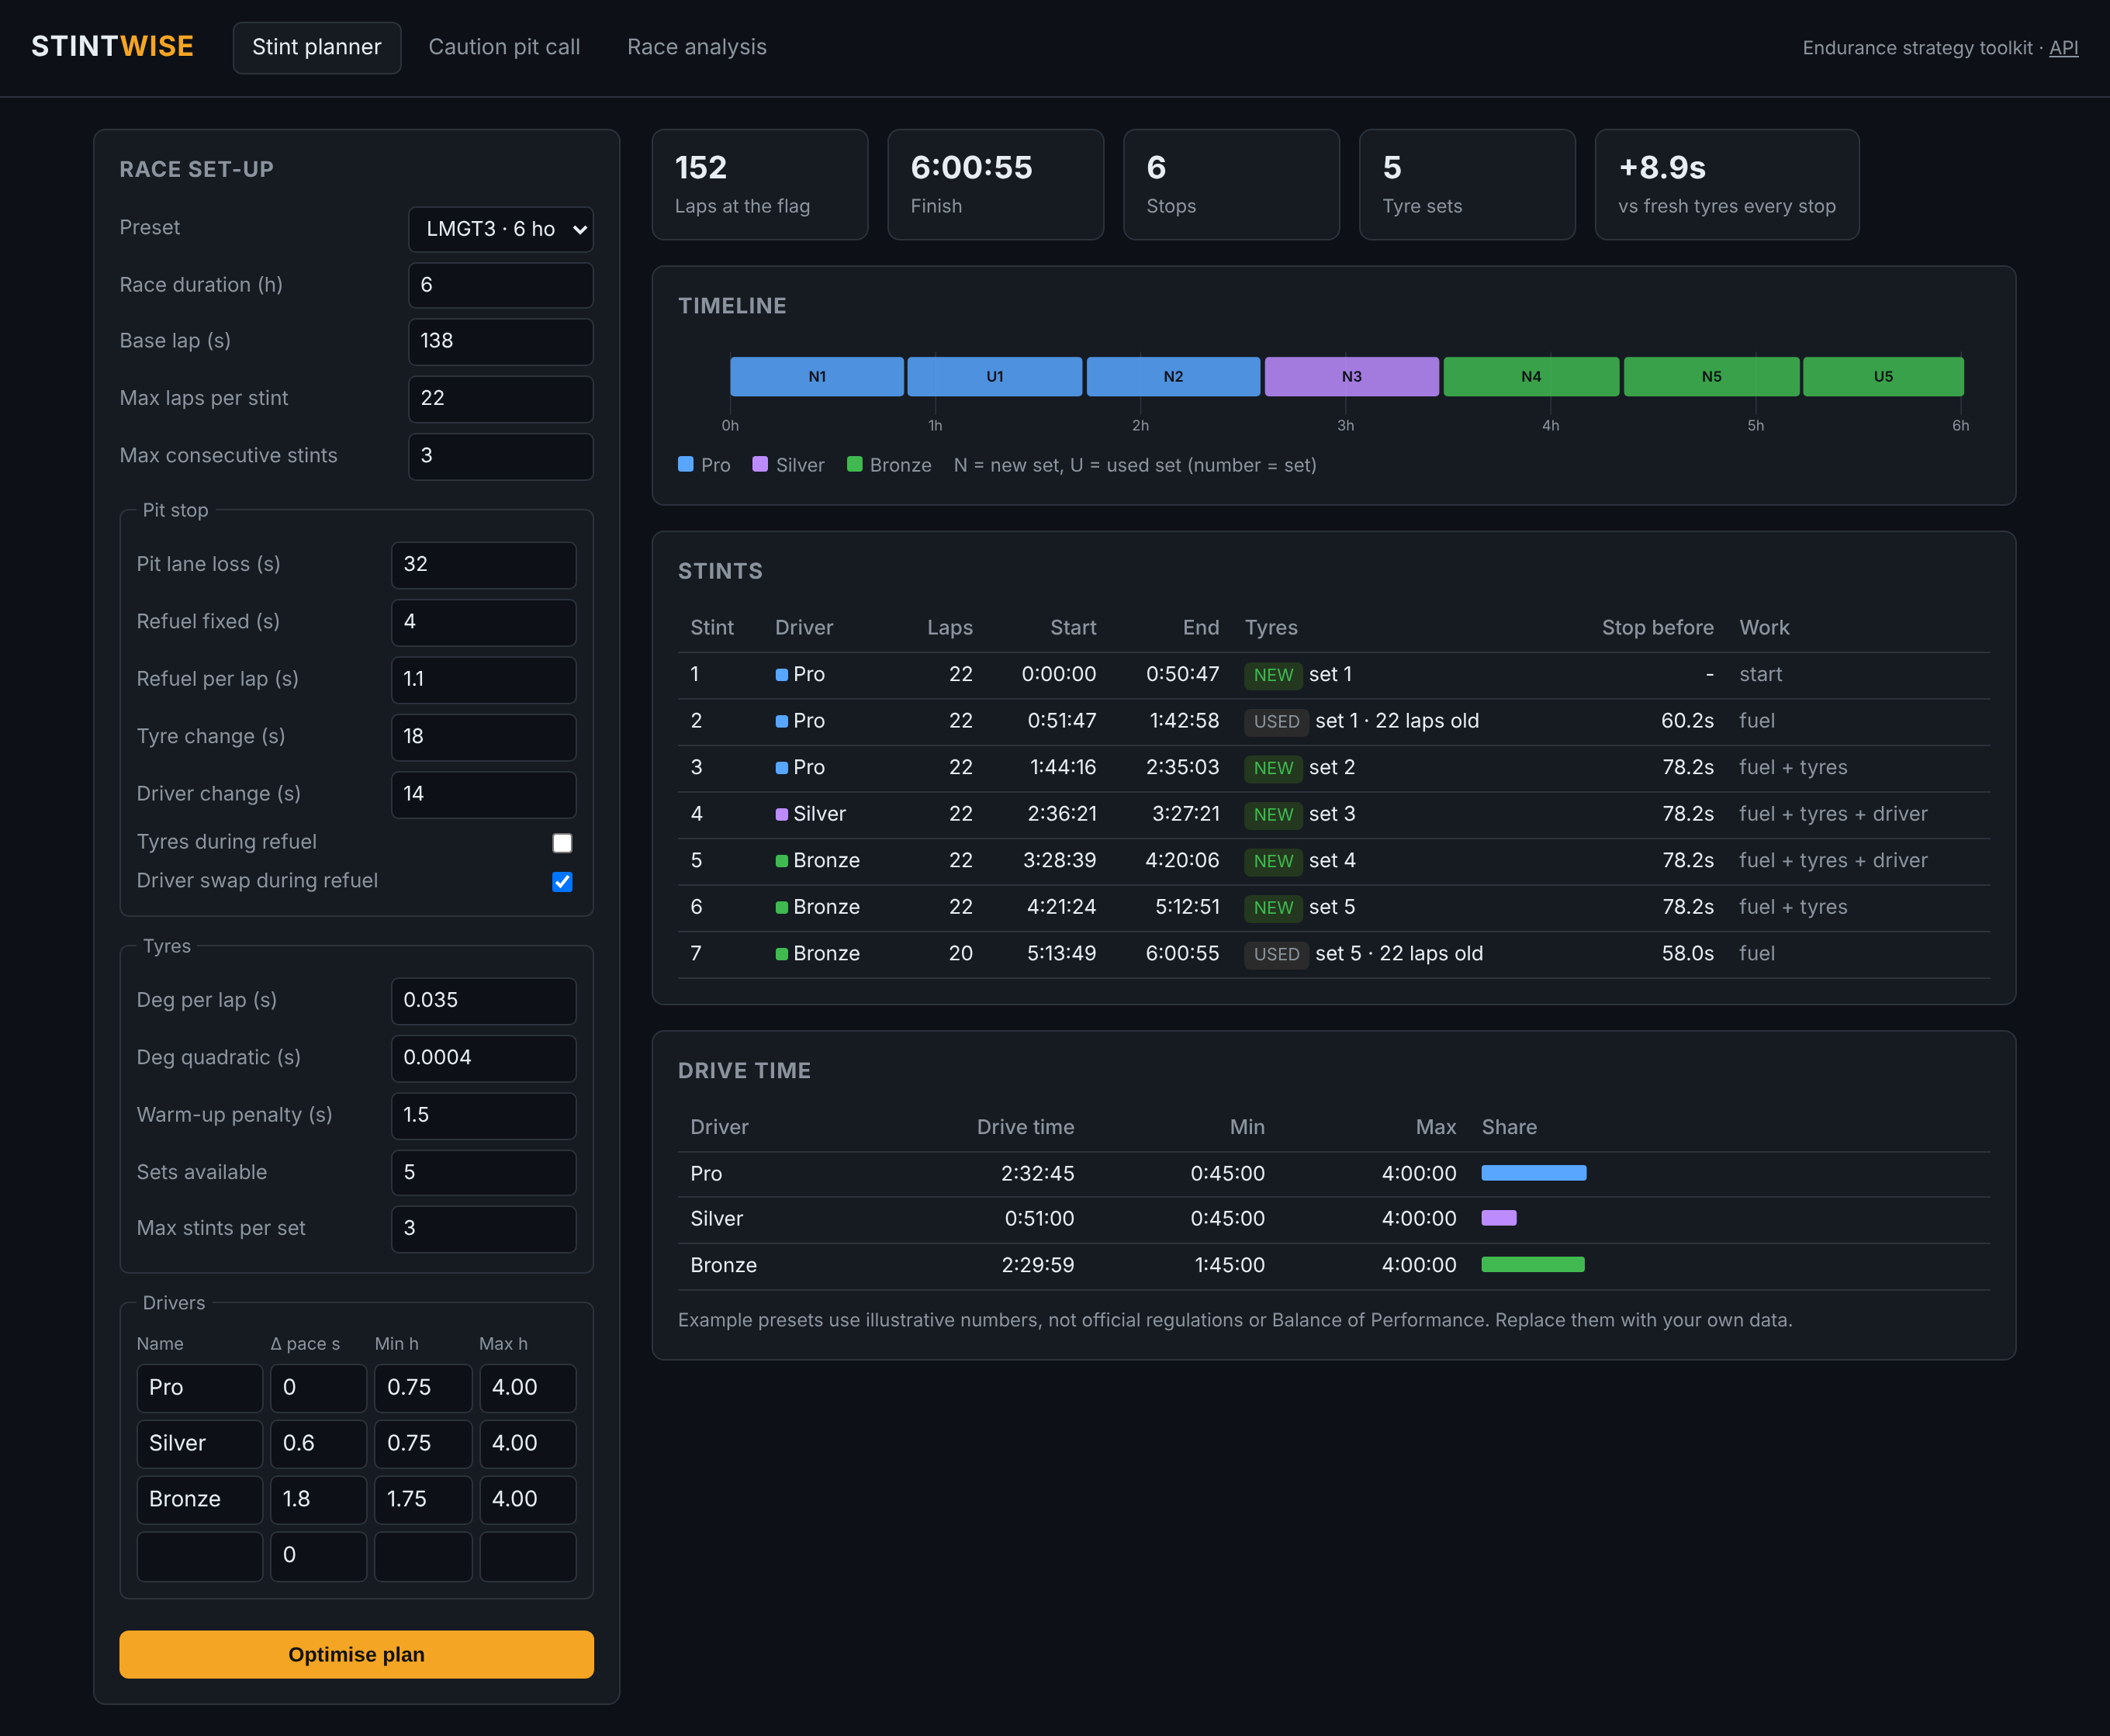 STINTWISE Stint planner Caution pit call Race analysis Endurance strategy toolkit · API
RACE SET-UP
Preset LMGT3 · 6 ho
Race duration (h) 6
Base lap (s) 138
Max laps per stint 22
Max consecutive stints 3
Pit stop
Pit lane loss (s) 32
Refuel fixed (s) 4
Refuel per lap (s) 1.1
Tyre change (s) 18
Driver change (s) 14
Tyres during refuel
Driver swap during refuel
Tyres
Deg per lap (s) 0.035
Deg quadratic (s) 0.0004
Warm-up penalty (s) 1.5
Sets available 5
Max stints per set 3
Drivers
Name Δ pace s Min h Max h
Pro 0 0.75 4.00
Silver 0.6 0.75 4.00
Bronze 1.8 1.75 4.00
0
Optimise plan
152 6:00:55 6 5 +8.9s
Laps at the flag Finish Stops Tyre sets vs fresh tyres every stop
TIMELINE
N1 U1 N2 N3 N4 N5 U5
0h 1h 2h 3h 4h 5h 6h
Pro Silver Bronze N = new set, U = used set (number = set)
STINTS
Stint Driver Laps Start End Tyres Stop before Work
1 Pro 22 0:00:00 0:50:47 NEW set 1 - start
2 Pro 22 0:51:47 1:42:58 USED set 1 · 22 laps old 60.2s fuel
3 Pro 22 1:44:16 2:35:03 NEW set 2 78.2s fuel + tyres
4 Silver 22 2:36:21 3:27:21 NEW set 3 78.2s fuel + tyres + driver
5 Bronze 22 3:28:39 4:20:06 NEW set 4 78.2s fuel + tyres + driver
6 Bronze 22 4:21:24 5:12:51 NEW set 5 78.2s fuel + tyres
7 Bronze 20 5:13:49 6:00:55 USED set 5 · 22 laps old 58.0s fuel
DRIVE TIME
Driver Drive time Min Max Share
Pro 2:32:45 0:45:00 4:00:00
Silver 0:51:00 0:45:00 4:00:00
Bronze 2:29:59 1:45:00 4:00:00
Example presets use illustrative numbers, not official regulations or Balance of Performance. Replace them with your own data.